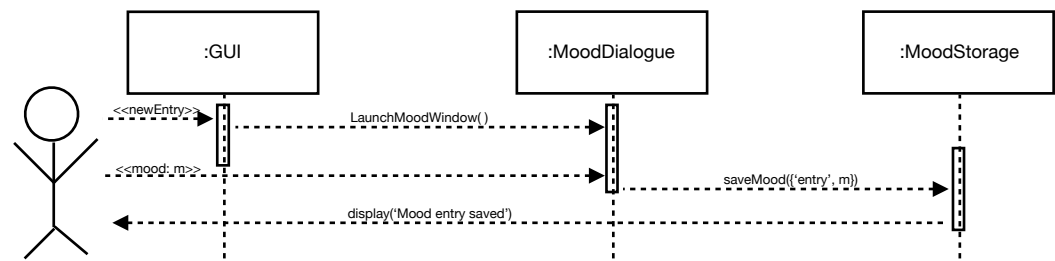 :GUI
:MoodDialogue
:MoodStorage
<<newEntry>>
LaunchMoodWindow( )
<<mood: m>>
saveMood({‘entry’, m})
display(‘Mood entry saved’)